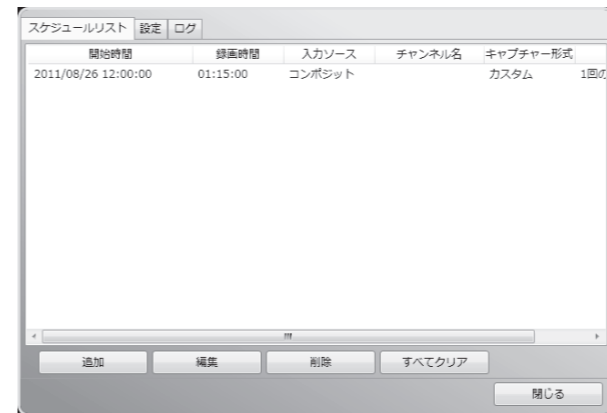 スケジュールリスト 設定 ログ
開始時間 録画時間 入力ソース チャンネル名 キャプチャー形式
2011/08/26 12:00:00 01:15:00 コンポジット カスタム 1回の
追加 編集 削除 すべてクリア
閉じる